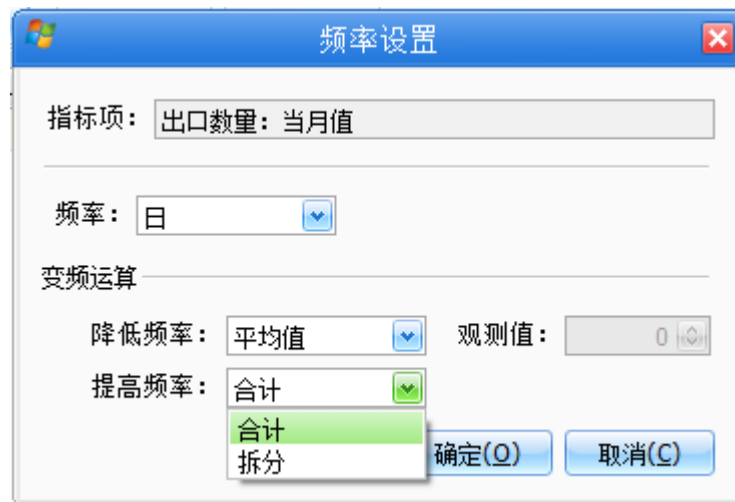 频率设置
指标项：出口数量：当月值
频率：日
变频运算
降低频率：平均值 观测值：0
提高频率：合计
合计
拆分
确定(O) 取消(C)